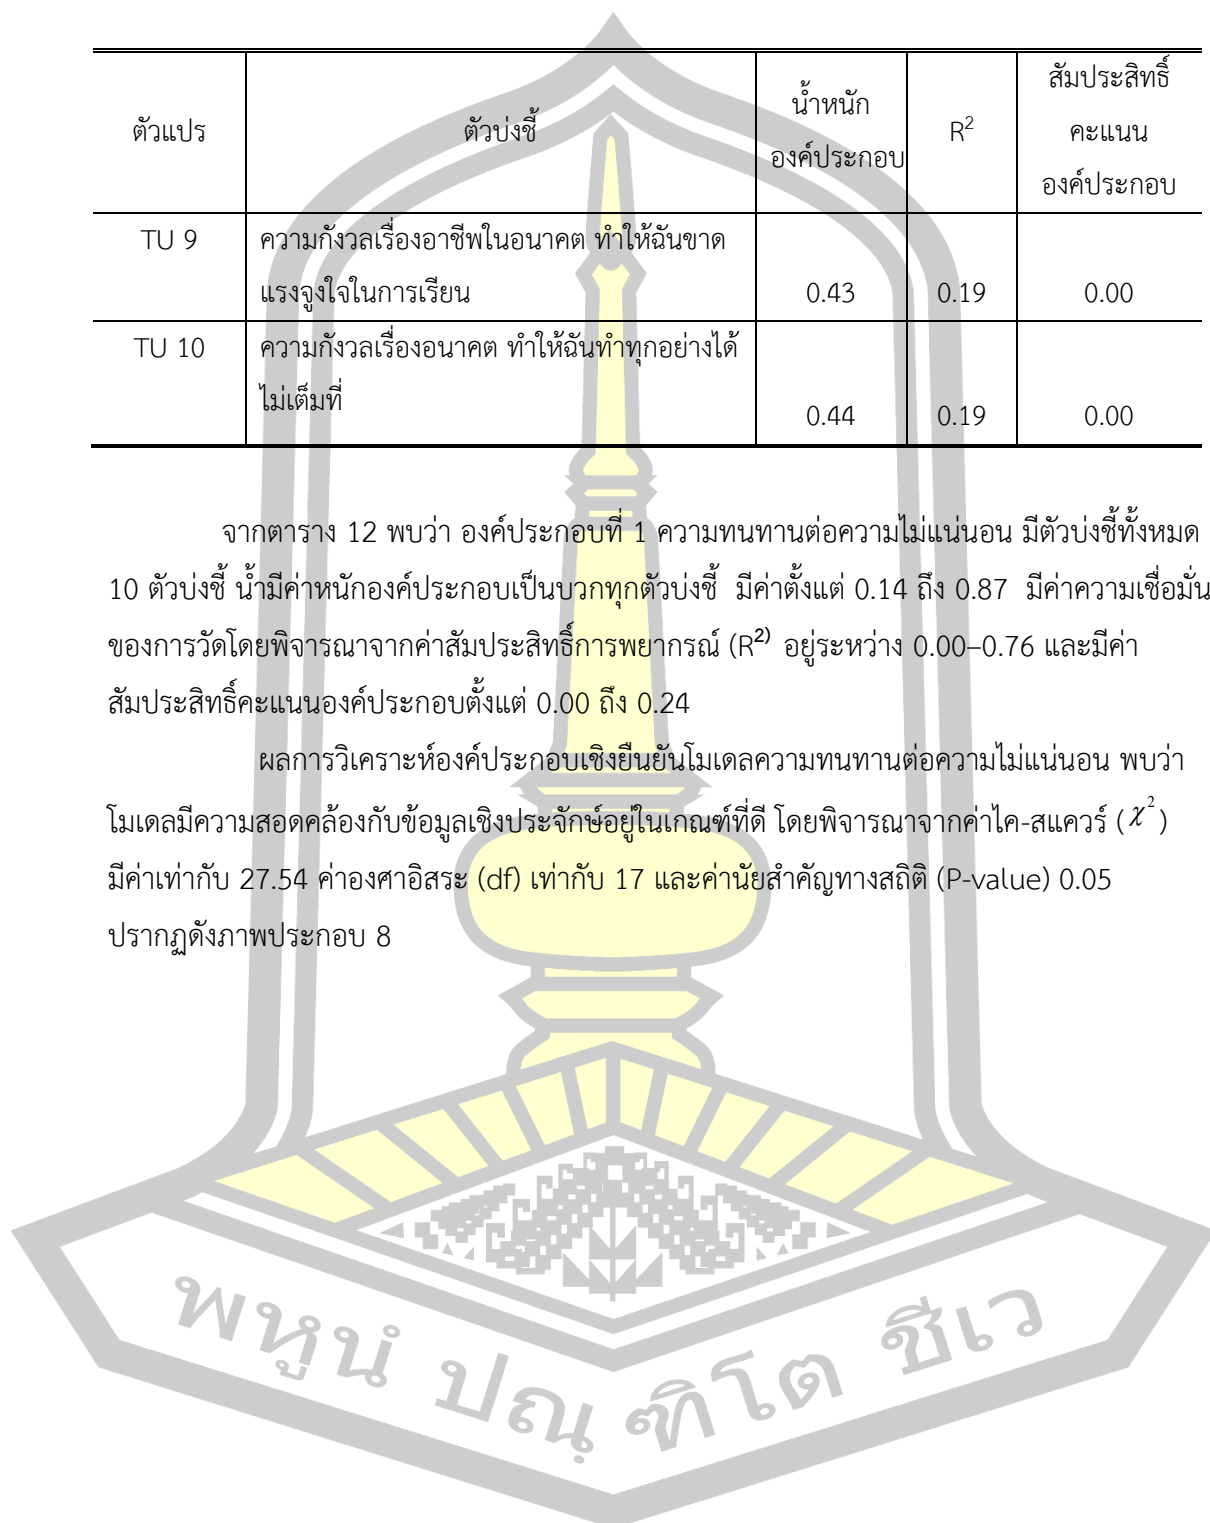 ตัวแปร ตัวบ่งชี้ น้ำหนัก องค์ประกอบ R² สัมประสิทธิ์ คะแนน องค์ประกอบ
TU 9 ความกังวลเรื่องอาชีพในอนาคต ทำให้ฉันขาด
แรงจูงใจในการเรียน 0.43 0.19 0.00
TU 10 ความกังวลเรื่องอนาคต ทำให้ฉันทำทุกอย่างได้
ไม่เต็มที่ 0.44 0.19 0.00
จากตาราง 12 พบว่า องค์ประกอบที่ 1 ความทนทานต่อความไม่แน่นอน มีตัวบ่งชี้ทั้งหมด
10 ตัวบ่งชี้ น้ำมีค่าหนักองค์ประกอบเป็นบวกทุกตัวบ่งชี้ มีค่าตั้งแต่ 0.14 ถึง 0.87 มีค่าความเชื่อมั่น
ของการวัดโดยพิจารณาจากค่าสัมประสิทธิ์การพยากรณ์ (R²⁾ อยู่ระหว่าง 0.00–0.76 และมีค่า
สัมประสิทธิ์คะแนนองค์ประกอบตั้งแต่ 0.00 ถึง 0.24
ผลการวิเคราะห์องค์ประกอบเชิงยืนยันโมเดลความทนทานต่อความไม่แน่นอน พบว่า
โมเดลมีความสอดคล้องกับข้อมูลเชิงประจักษ์อยู่ในเกณฑ์ที่ดี โดยพิจารณาจากค่าไค-สแควร์ (χ²)
มีค่าเท่ากับ 27.54 ค่าองศาอิสระ (df) เท่ากับ 17 และค่านัยสำคัญทางสถิติ (P-value) 0.05
ปรากฏดังภาพประกอบ 8
พหูนํ ปณฺ ฑิโต ชีเว